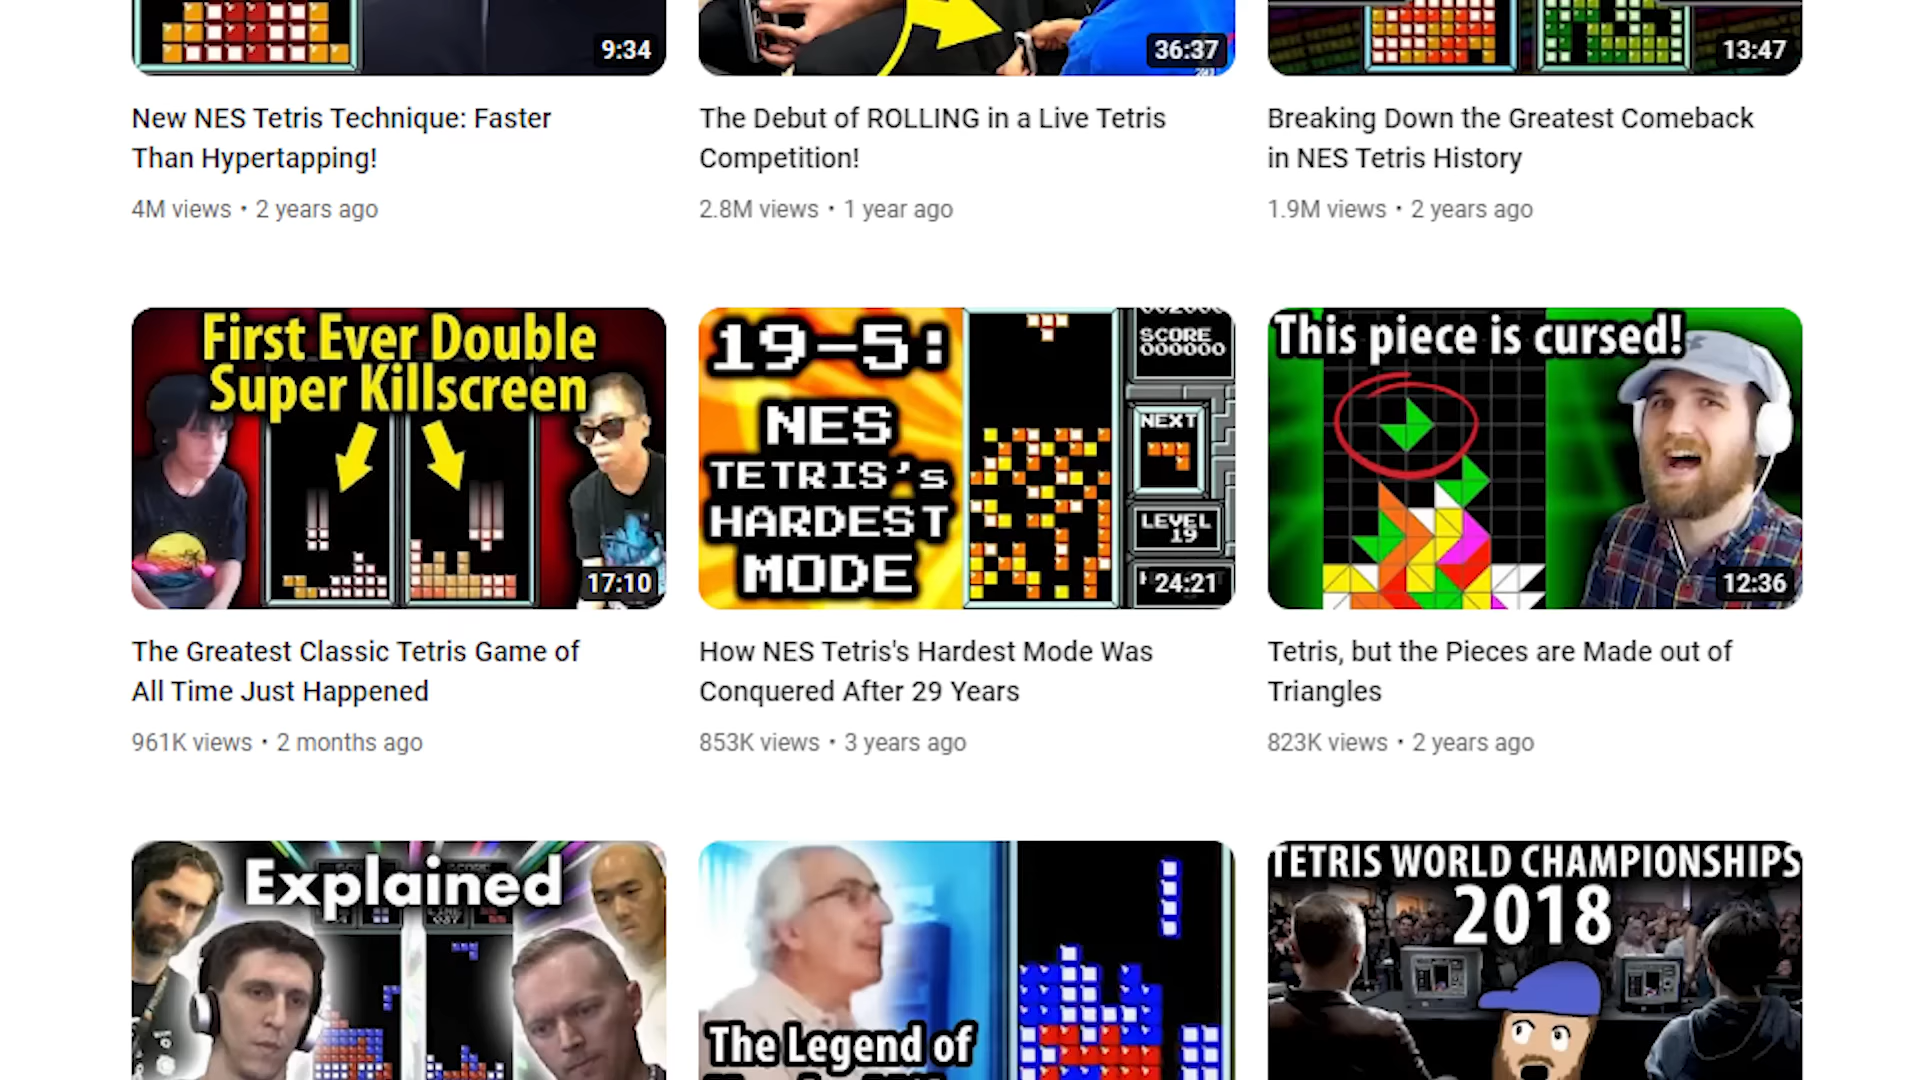 9:34
36:37
13:47
New NES Tetris Technique: Faster
Than Hypertapping!
4M views • 2 years ago
The Debut of ROLLING in a Live Tetris
Competition!
2.8M views • 1 year ago
Breaking Down the Greatest Comeback
in NES Tetris History
1.9M views • 2 years ago
First Ever Double
Super Killscreen
17:10
19-5:
NES
TETRIS's
HARDEST
MODE
SCORE
000000
NEXT
LEVEL
19
24:21
This piece is cursed!
12:36
The Greatest Classic Tetris Game of
All Time Just Happened
961K views • 2 months ago
How NES Tetris's Hardest Mode Was
Conquered After 29 Years
853K views • 3 years ago
Tetris, but the Pieces are Made out of
Triangles
823K views • 2 years ago
Explained
The Legend of
TETRIS WORLD CHAMPIONSHIPS
2018